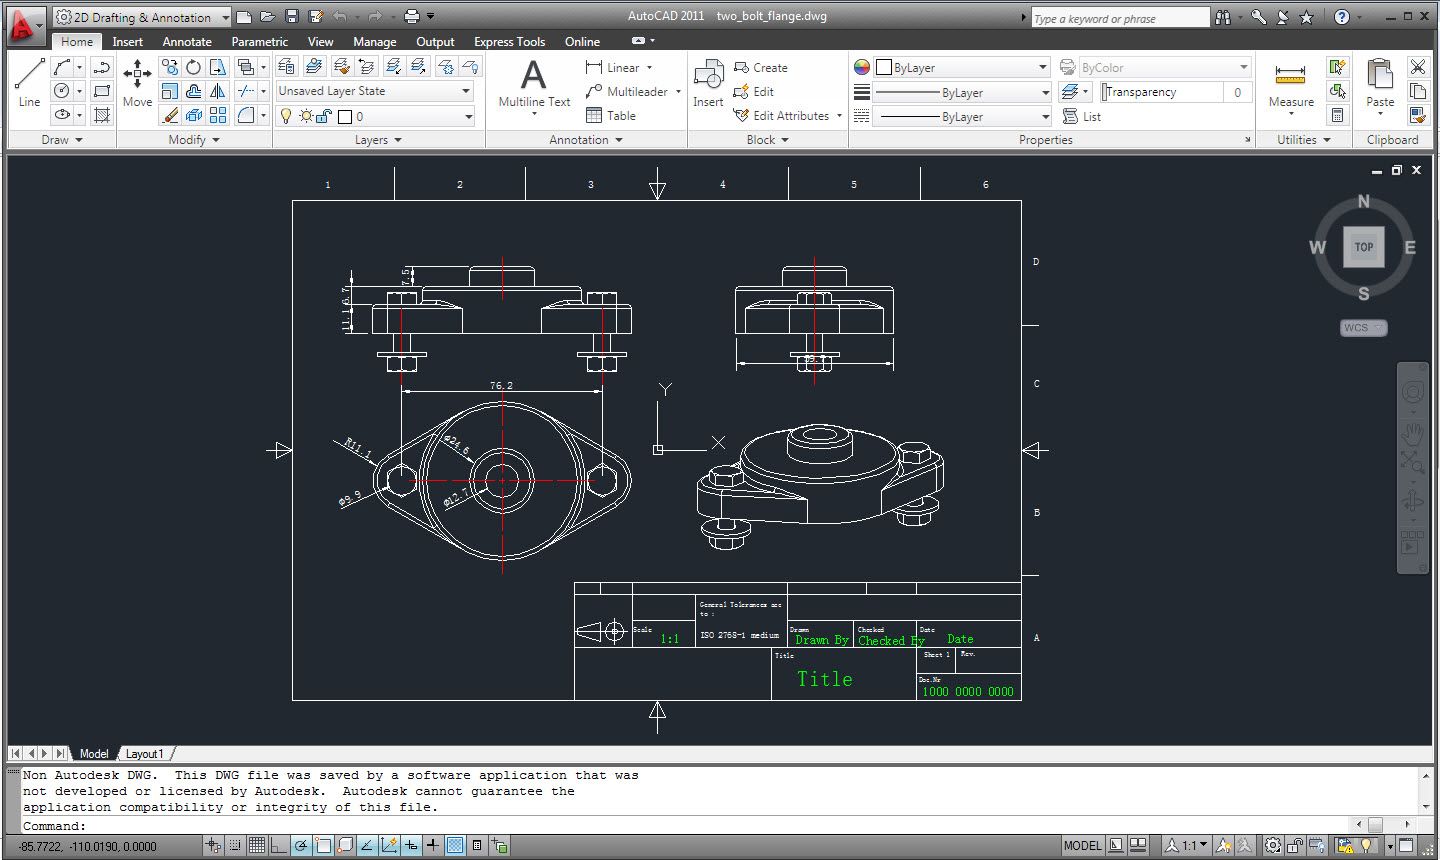 2D Drafting & Annotation
AutoCAD 2011 two_bolt_flange.dwg
Type a keyword or phrase
Home Insert Annotate Parametric View Manage Output Express Tools Online
Line
Move
Unsaved Layer State
0
Multiline Text
Linear
Multileader
Table
Insert
Create
Edit
Edit Attributes
ByLayer
ByLayer
ByLayer
ByColor
Transparency 0
List
Measure
Paste
Draw Modify Layers Annotation Block Properties Utilities Clipboard
1 2 3 4 5 6
D
C
B
A
7.5
6.7
11.1
76.2
R11.1
Ø24.6
Ø9.9
Ø12.7
Y
X
N
W TOP E
S
WCS
General Tolerances acc
to :
ISO 2768-1 medium
Scale
1:1
Drawn
Drawn By
Checked
Checked By
Date
Date
Title
Title
Sheet 1
Rev.
Doc.Nr
1000 0000 0000
Model Layout1
Non Autodesk DWG. This DWG file was saved by a software application that was
not developed or licensed by Autodesk. Autodesk cannot guarantee the
application compatibility or integrity of this file.
Command:
-85.7722, -110.0190, 0.0000
MODEL
1:1